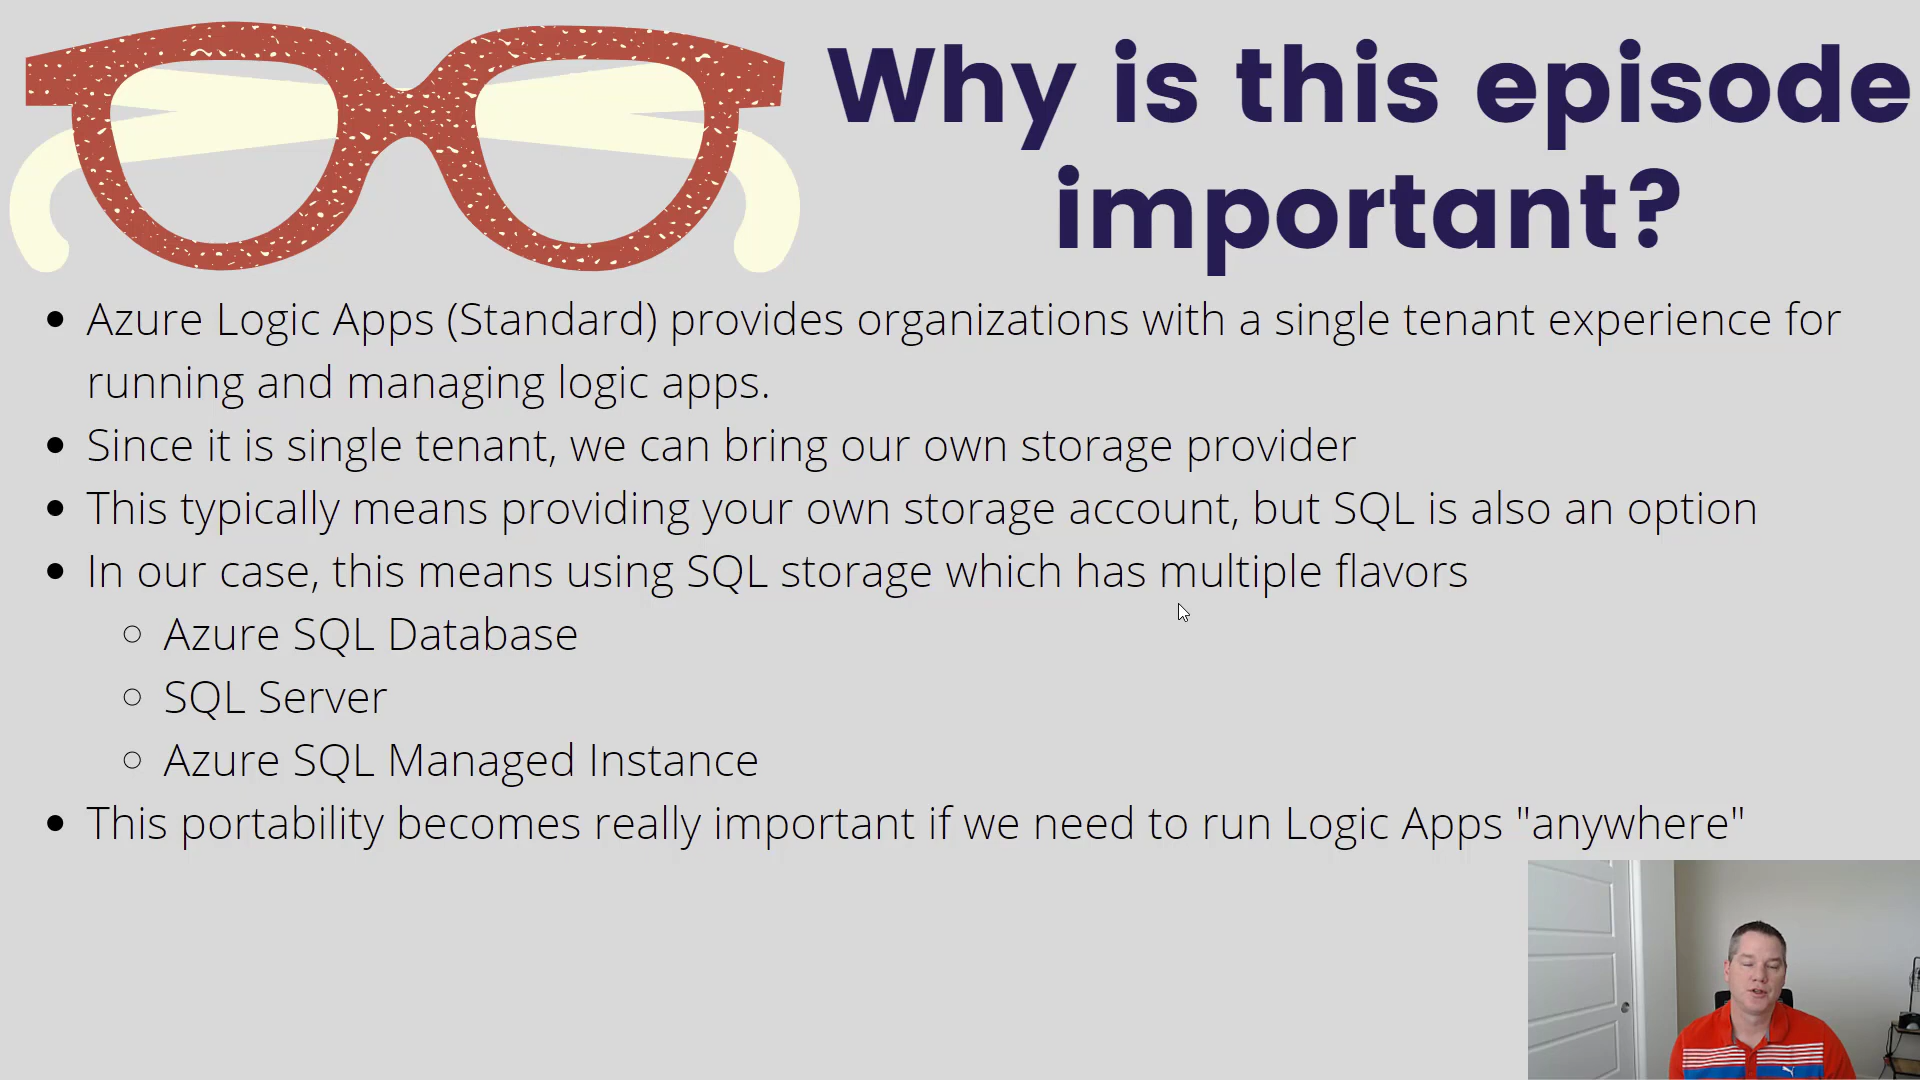 Why is this episode
important?
• Azure Logic Apps (Standard) provides organizations with a single tenant experience for
running and managing logic apps.
• Since it is single tenant, we can bring our own storage provider
• This typically means providing your own storage account, but SQL is also an option
• In our case, this means using SQL storage which has multiple flavors
○ Azure SQL Database
○ SQL Server
○ Azure SQL Managed Instance
• This portability becomes really important if we need to run Logic Apps "anywhere"